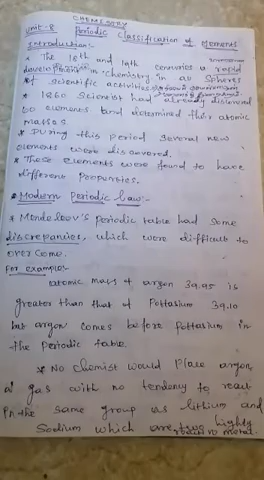 CHEMISTRY
Unit-8 Periodic Classification of elements
Introduction:-
* The 18th and 19th centuries a rapid
development in chemistry in all spheres
of scientific activities
* 1860 scientist had already discovered
60 elements and determined their atomic
masses.
* During this period several new
elements were discovered.
* These elements were found to have
different properties.
* Modern periodic law:-
* Mendeleev's periodic table had some
discrepancies, which were difficult to
overcome.
For example:-
atomic mass of argon 39.95 is
greater than that of Pottasium 39.10
but argon comes before pottasium in
the periodic table.
* No chemist would place argon,
a gas with no tendency to react
in the same group as lithium and
Sodium which are two highly
metal.